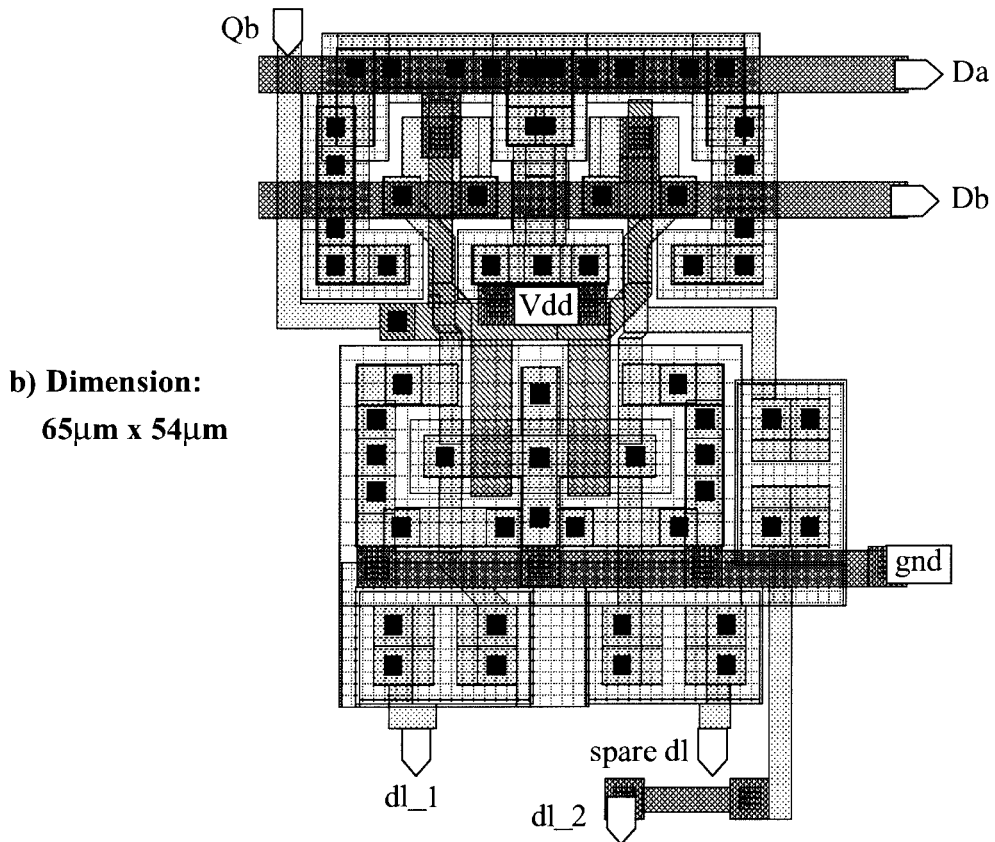 Qb
Da
Db
Vdd
b) Dimension:
65μm x 54μm
gnd
spare dl
dl_1
dl_2